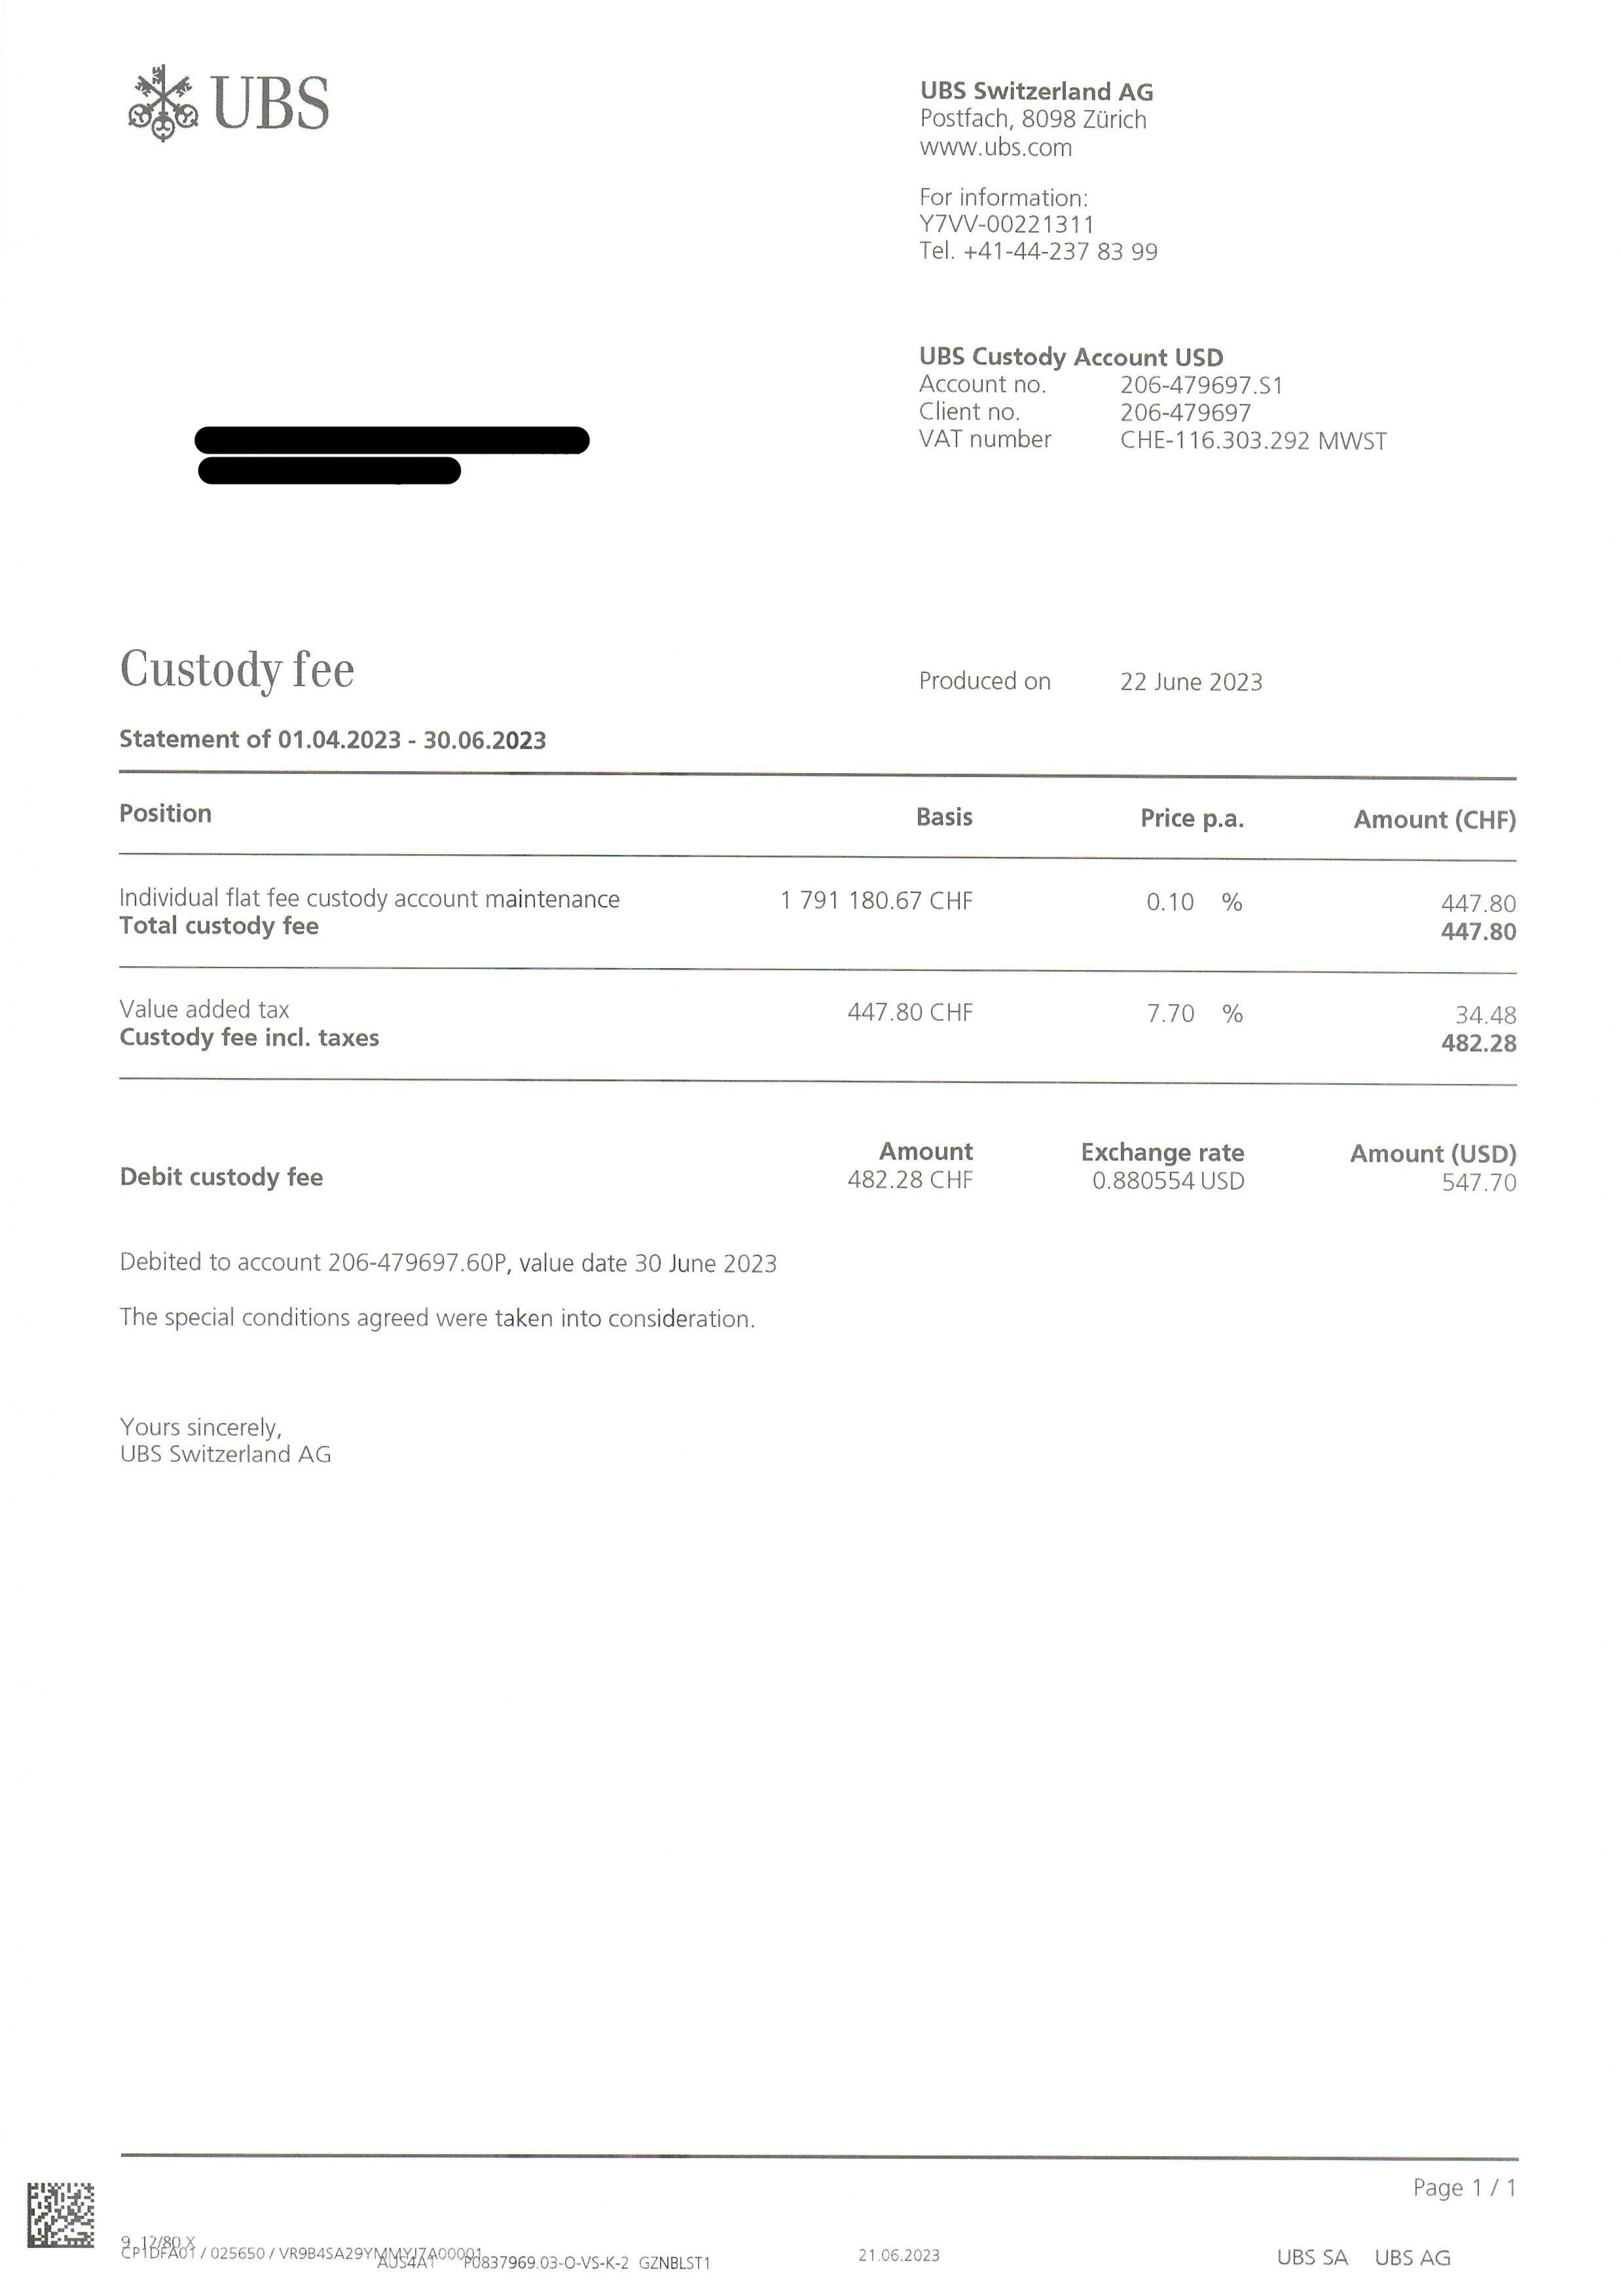 UBS
UBS Switzerland AG
Postfach, 8098 Zürich
www.ubs.com
For information:
Y7VV-00221311
Tel. +41-44-237 83 99
UBS Custody Account USD
Account no. 206-479697.S1
Client no. 206-479697
VAT number CHE-116.303.292 MWST
Custody fee
Produced on 22 June 2023
Statement of 01.04.2023 - 30.06.2023
Position Basis Price p.a. Amount (CHF)
Individual flat fee custody account maintenance 1 791 180.67 CHF 0.10 % 447.80
Total custody fee 447.80
Value added tax 447.80 CHF 7.70 % 34.48
Custody fee incl. taxes 482.28
Amount Exchange rate Amount (USD)
Debit custody fee 482.28 CHF 0.880554 USD 547.70
Debited to account 206-479697.60P, value date 30 June 2023
The special conditions agreed were taken into consideration.
Yours sincerely,
UBS Switzerland AG
Page 1 / 1
9 12/80 X
CP1DFA01 / 025650 / VR9B4SA29YMMYJ7A00001
AUS4A1 P0837969.03-O-VS-K-2 GZNBLST1 21.06.2023 UBS SA UBS AG